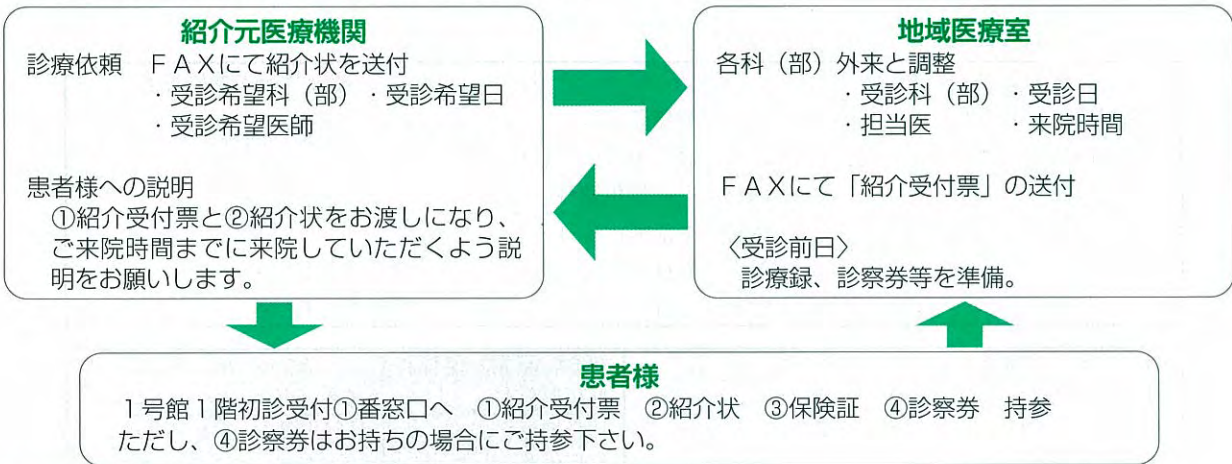 紹介元医療機関
診療依頼　ＦＡＸにて紹介状を送付
・受診希望科（部）・受診希望日
・受診希望医師
患者様への説明
①紹介受付票と②紹介状をお渡しになり、
ご来院時間までに来院していただくよう説
明をお願いします。
地域医療室
各科（部）外来と調整
・受診科（部）・受診日
・担当医　　・来院時間
ＦＡＸにて「紹介受付票」の送付
〈受診前日〉
診療録、診察券等を準備。
患者様
１号館１階初診受付①番窓口へ　①紹介受付票　②紹介状　③保険証　④診察券　持参
ただし、④診察券はお持ちの場合にご持参下さい。